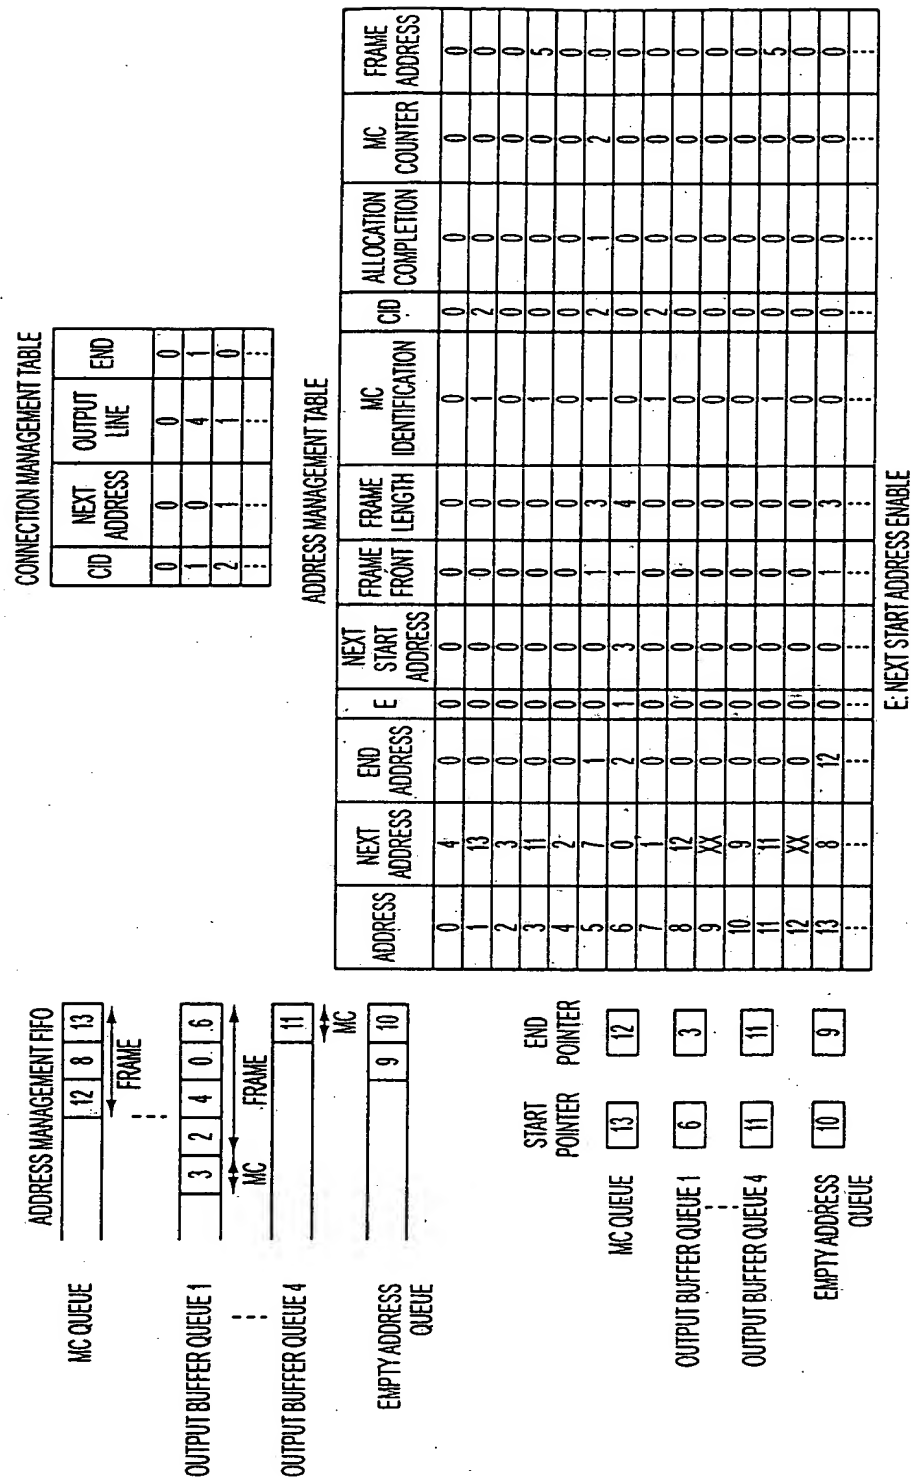 ADDRESS MANAGEMENT FIFO
MC QUEUE
12 8 13
FRAME
OUTPUT BUFFER QUEUE 1
3 2 4 0 6
MC FRAME
OUTPUT BUFFER QUEUE 4
11
MC
EMPTY ADDRESS QUEUE
9 10
START POINTER END POINTER
MC QUEUE 13 12
OUTPUT BUFFER QUEUE 1 6 3
OUTPUT BUFFER QUEUE 4 11 11
EMPTY ADDRESS QUEUE 10 9
CONNECTION MANAGEMENT TABLE
CID NEXT ADDRESS OUTPUT LINE END
0 0 0 0
1 0 4 1
2 1 1 0
ADDRESS MANAGEMENT TABLE
ADDRESS NEXT ADDRESS END ADDRESS E NEXT START ADDRESS FRAME FRONT FRAME LENGTH MC IDENTIFICATION CID ALLOCATION COMPLETION MC COUNTER FRAME ADDRESS
0 4 0 0 0 0 0 0 0 0 0 0
1 13 0 0 0 0 0 1 2 0 0 0
2 3 0 0 0 0 0 0 0 0 0 0
3 11 0 0 0 0 0 1 0 0 0 5
4 2 0 0 0 0 0 0 0 0 0 0
5 7 1 0 0 1 3 1 2 1 2 0
6 0 2 1 3 1 4 0 0 0 0 0
7 1 0 0 0 0 0 1 2 0 0 0
8 12 0 0 0 0 0 0 0 0 0 0
9 XX 0 0 0 0 0 0 0 0 0 0
10 9 0 0 0 0 0 0 0 0 0 0
11 11 0 0 0 0 0 1 0 0 0 5
12 XX 0 0 0 0 0 0 0 0 0 0
13 8 12 0 0 1 3 0 0 0 0 0
E: NEXT START ADDRESS ENABLE